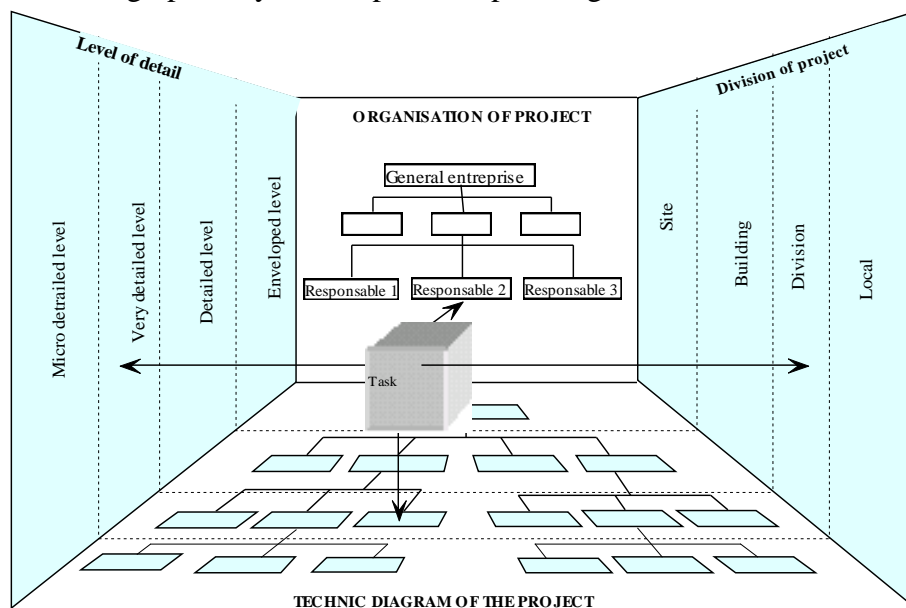 Level of detail
Division of project
ORGANISATION OF PROJECT
General entreprise
Responsable 1
Responsable 2
Responsable 3
Micro detrailed level
Very detailed level
Detailed level
Enveloped level
Site
Building
Division
Local
Task
TECHNIC DIAGRAM OF THE PROJECT